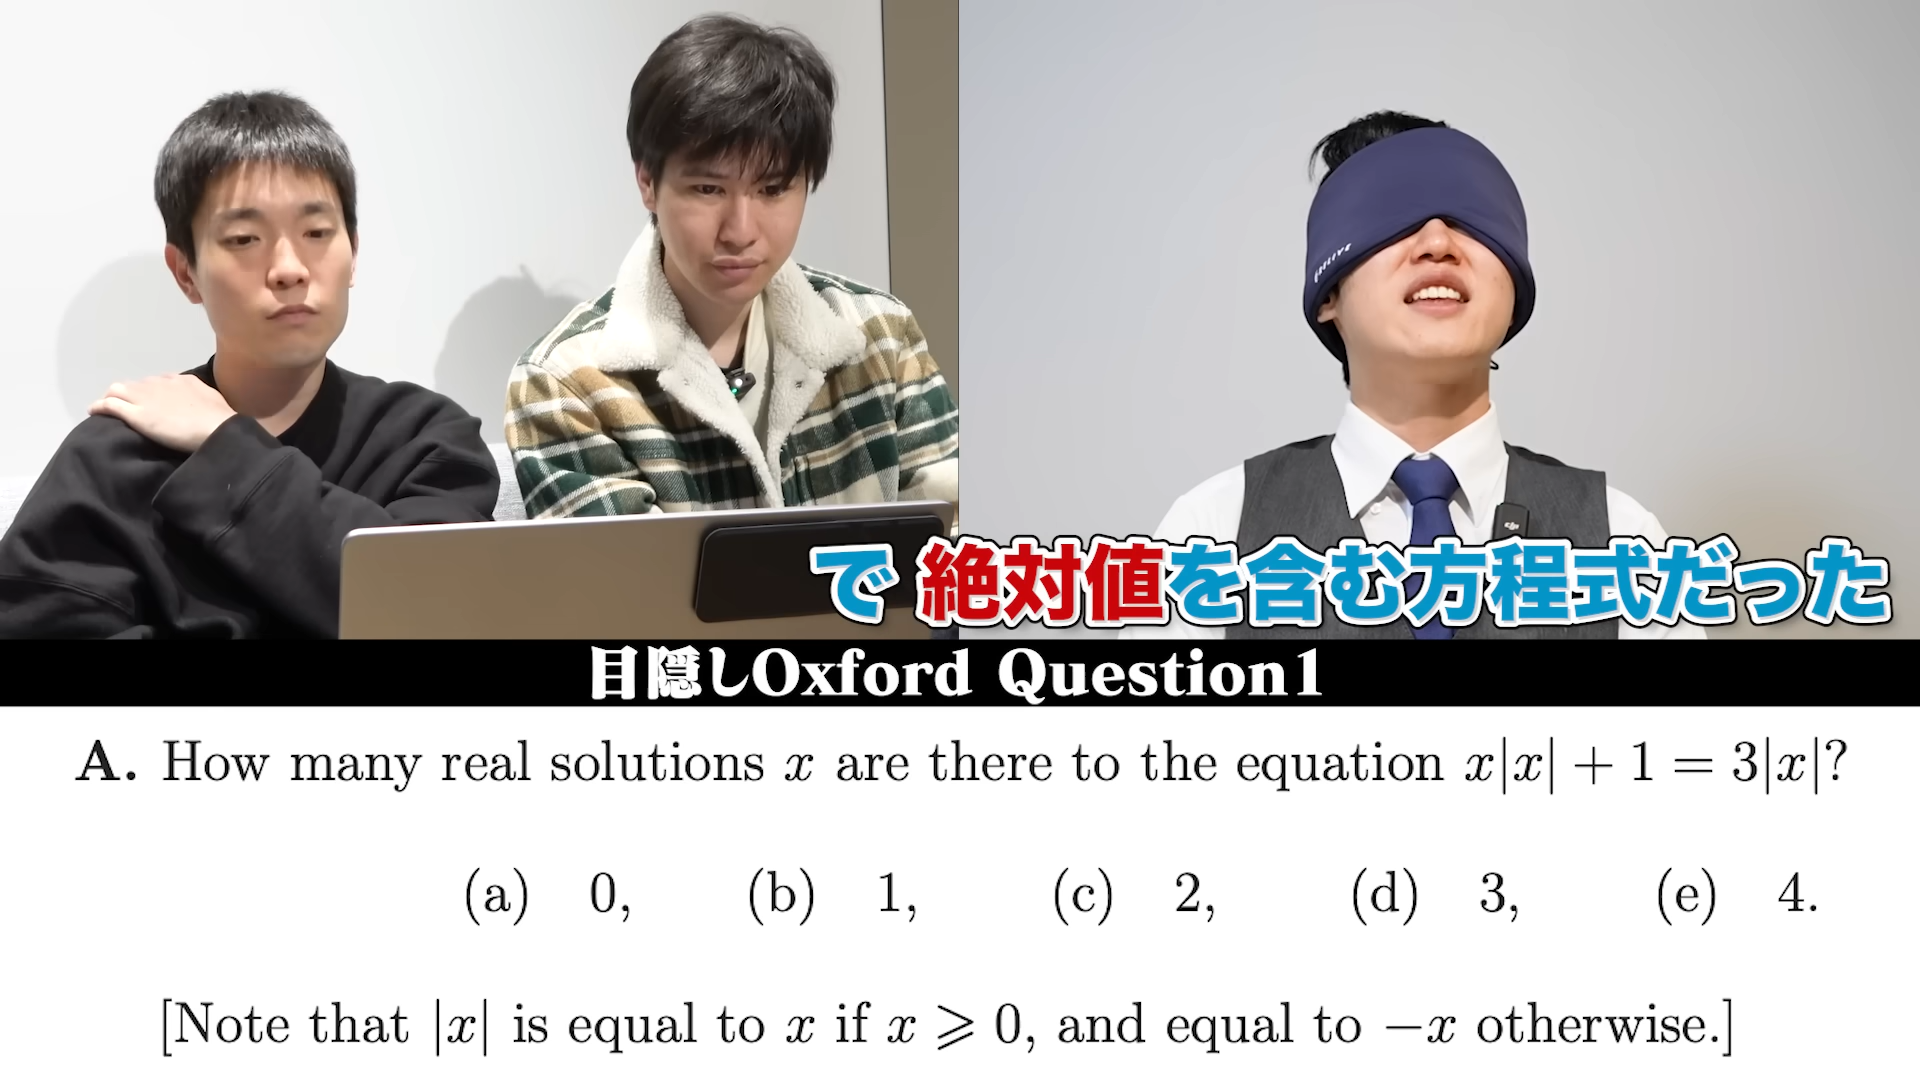 で 絶対値を含む方程式だった
目隠しOxford Question1
A. How many real solutions x are there to the equation x|x| + 1 = 3|x|?
(a) 0, (b) 1, (c) 2, (d) 3, (e) 4.
[Note that |x| is equal to x if x ⩾ 0, and equal to −x otherwise.]